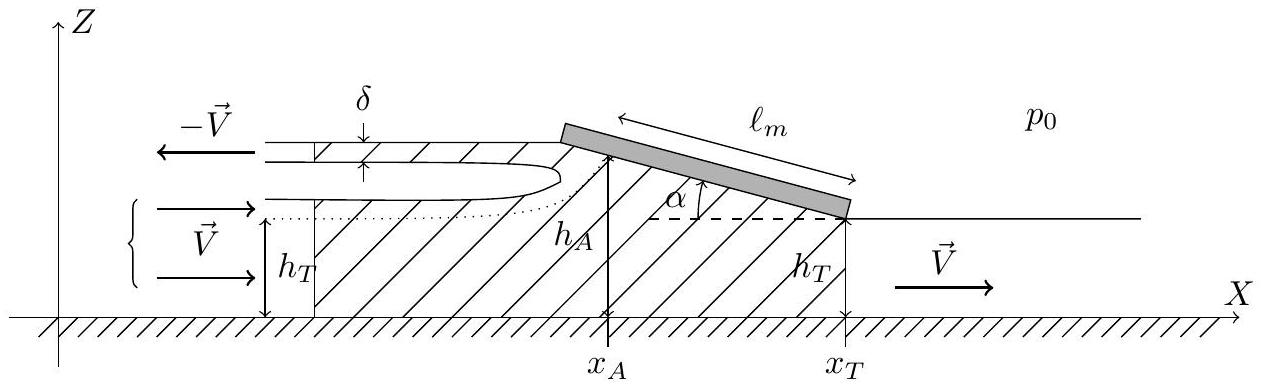 Z
δ
−V⃗
ℓ_m
p_0
α
V⃗
h_T
h_A
h_T
V⃗
X
x_A
x_T